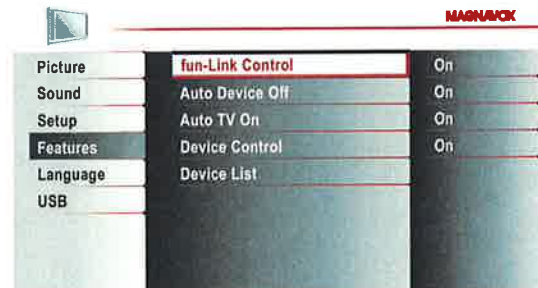 MAGNAVOX
Picture
fun-Link Control
On
Sound
Auto Device Off
On
Setup
Auto TV On
On
Features
Device Control
On
Language
Device List
USB